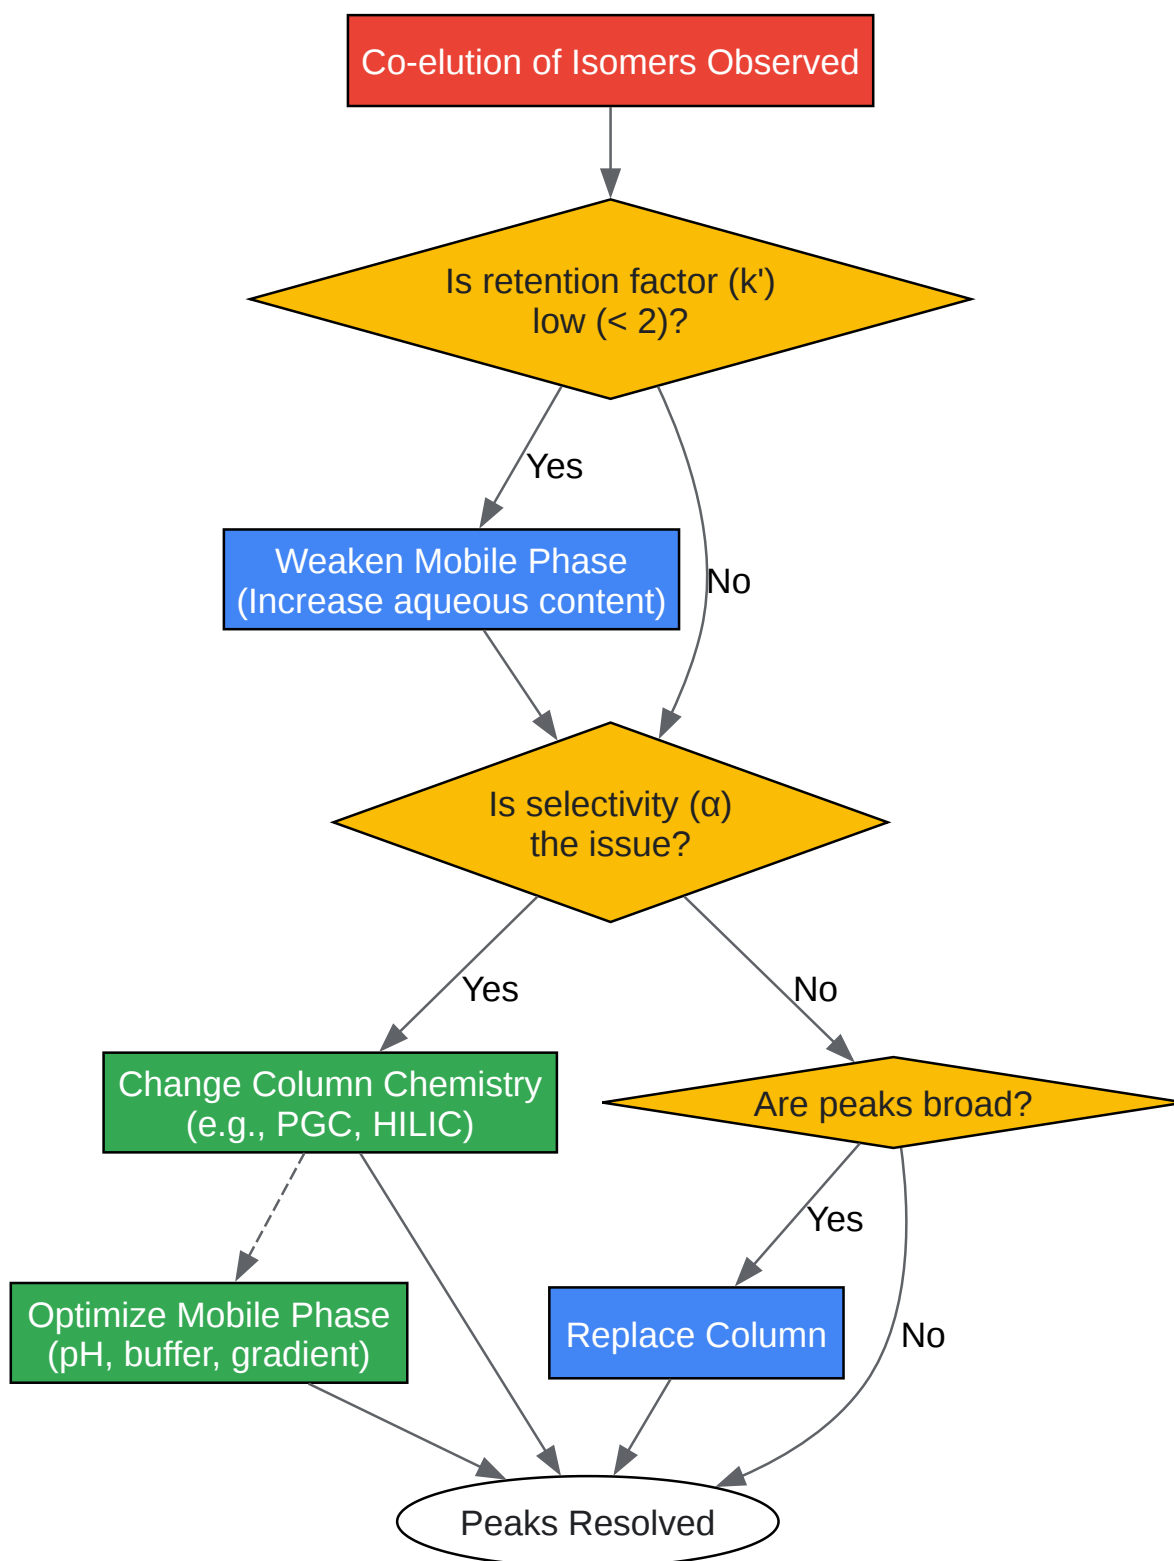 Co-elution of Isomers Observed
Is retention factor (k')
low (< 2)?
Yes
Weaken Mobile Phase
(Increase aqueous content)
No
Is selectivity (α)
the issue?
Yes
No
Change Column Chemistry
(e.g., PGC, HILIC)
Are peaks broad?
Yes
Optimize Mobile Phase
(pH, buffer, gradient)
Replace Column
No
Peaks Resolved